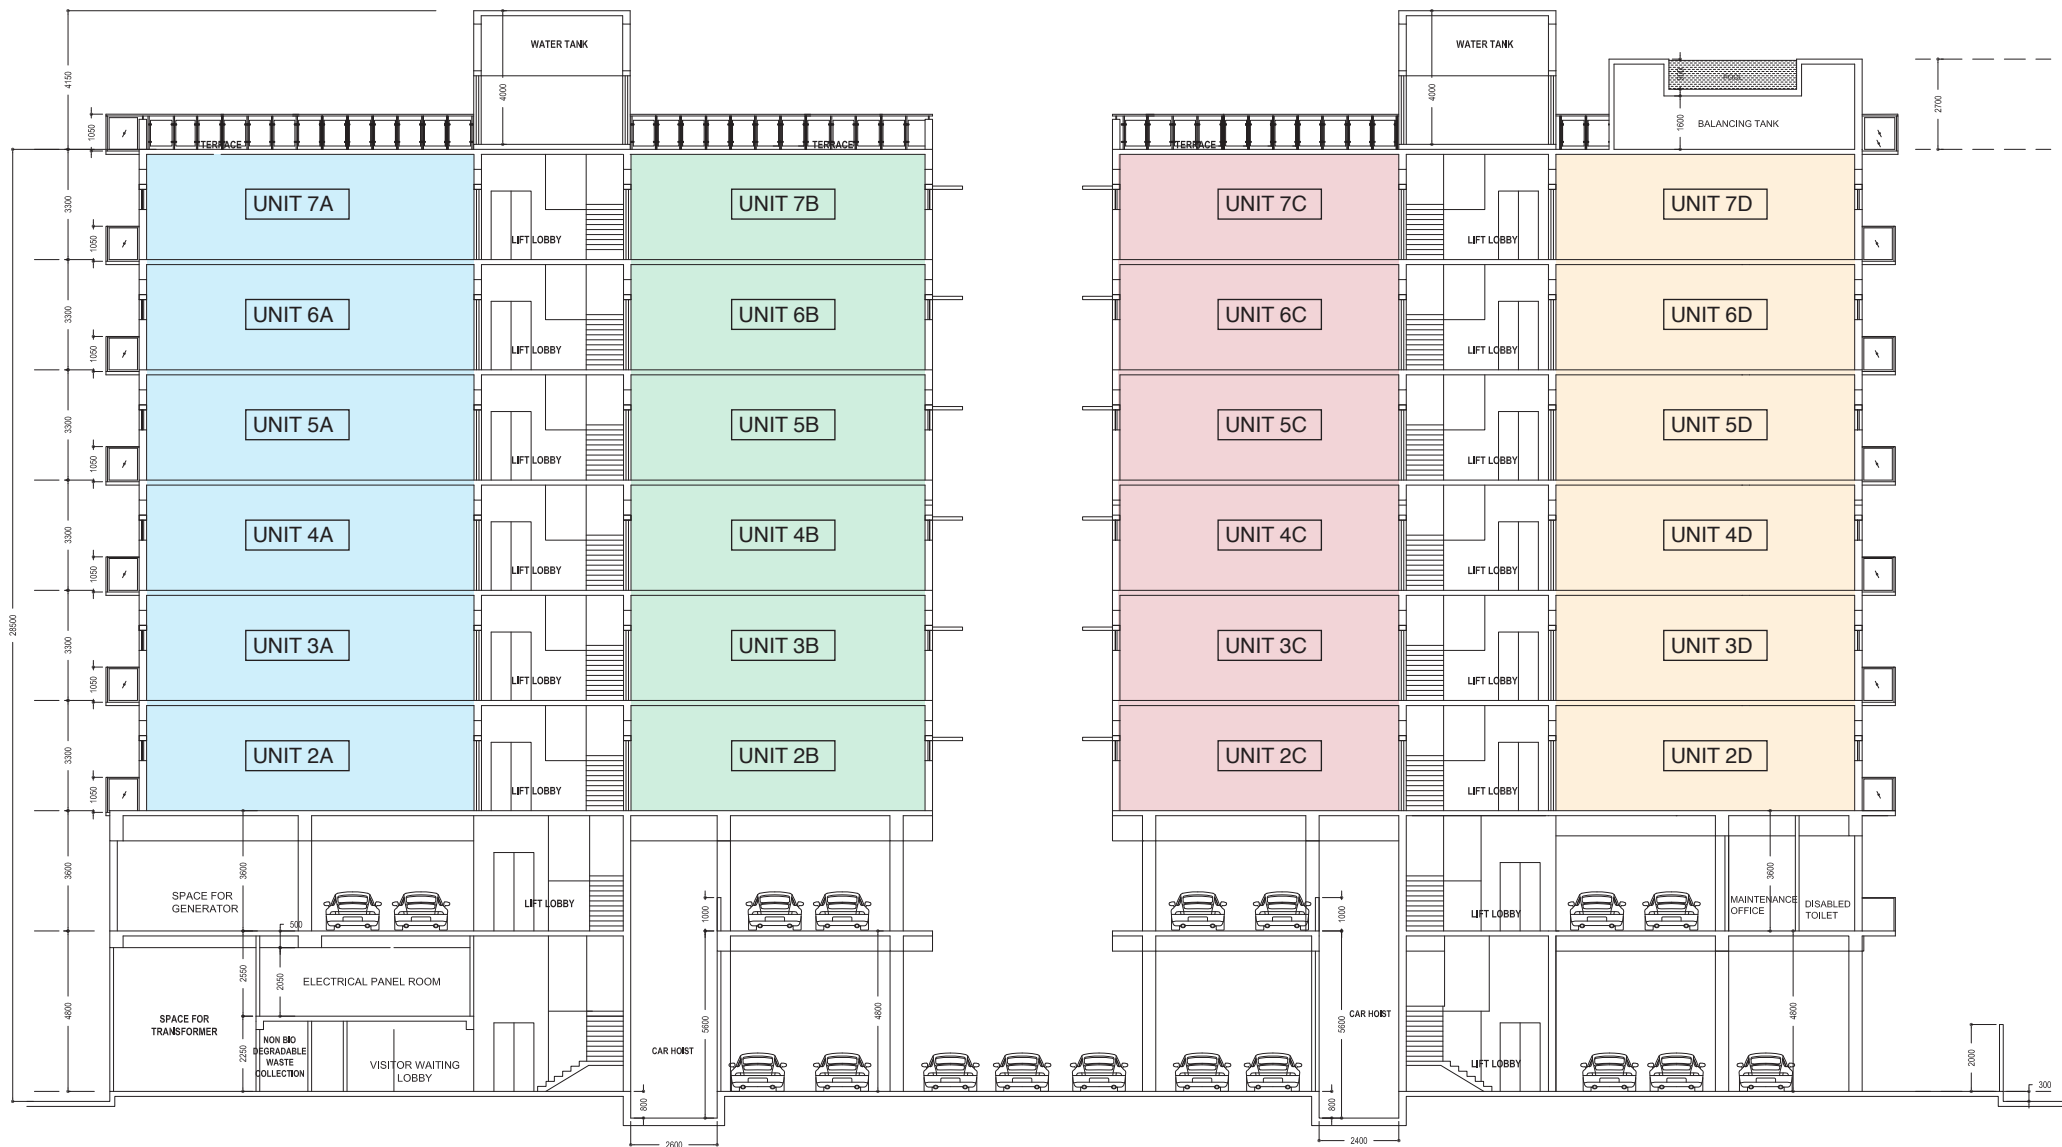 WATER TANK
WATER TANK
4150
4000
4000
POOL
900
2700
1600
BALANCING TANK
1050
TERRACE
TERRACE
TERRACE
3300
UNIT 7A
UNIT 7B
UNIT 7C
UNIT 7D
1050
LIFT LOBBY
LIFT LOBBY
3300
UNIT 6A
UNIT 6B
UNIT 6C
UNIT 6D
1050
LIFT LOBBY
LIFT LOBBY
3300
UNIT 5A
UNIT 5B
UNIT 5C
UNIT 5D
1050
LIFT LOBBY
LIFT LOBBY
3300
UNIT 4A
UNIT 4B
UNIT 4C
UNIT 4D
1050
LIFT LOBBY
LIFT LOBBY
28500
3300
UNIT 3A
UNIT 3B
UNIT 3C
UNIT 3D
1050
LIFT LOBBY
LIFT LOBBY
3300
UNIT 2A
UNIT 2B
UNIT 2C
UNIT 2D
1050
LIFT LOBBY
LIFT LOBBY
3600
3600
3600
SPACE FOR
GENERATOR
LIFT LOBBY
1000
1000
LIFT LOBBY
MAINTENANCE
OFFICE
DISABLED
TOILET
500
2550
2050
ELECTRICAL PANEL ROOM
4800
SPACE FOR
TRANSFORMER
5600
4800
5600
CAR HOIST
4800
2250
NON BIO
DEGRADABLE
WASTE
COLLECTION
VISITOR WAITING
LOBBY
CAR HOIST
LIFT LOBBY
2000
300
800
800
2600
2400